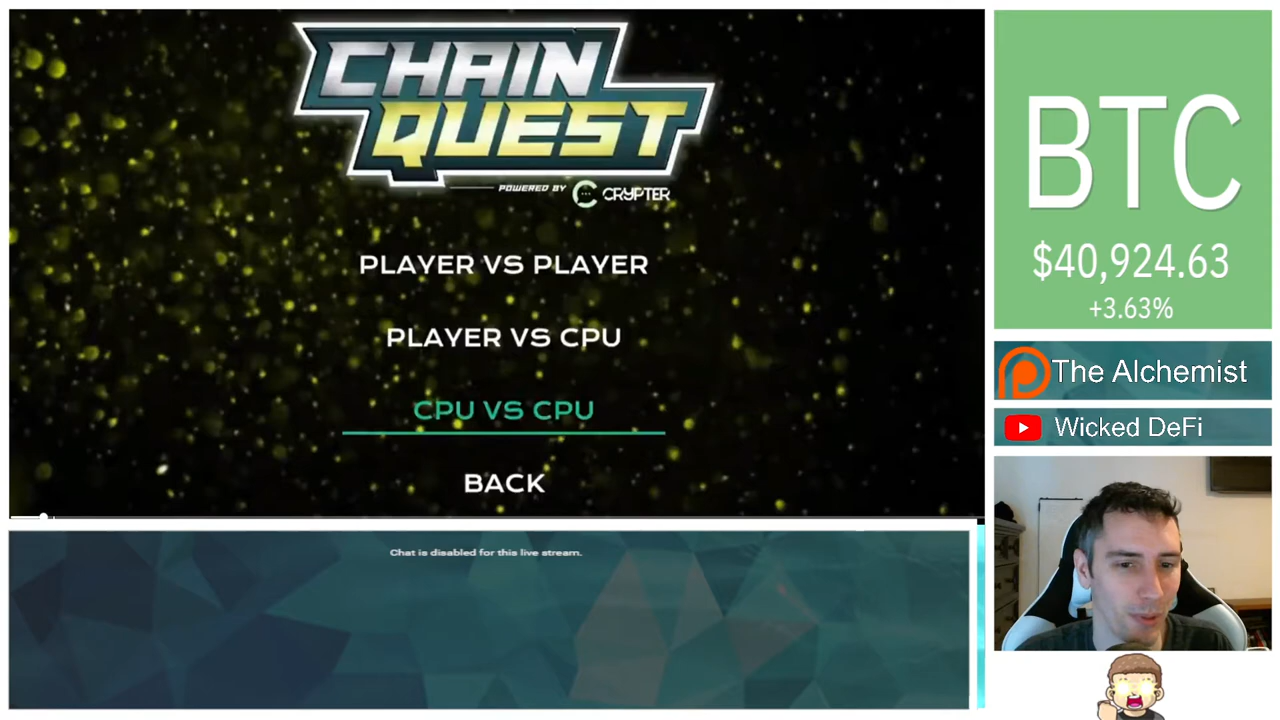 CHAIN
QUEST
POWERED BY CRYPTER
PLAYER VS PLAYER
PLAYER VS CPU
CPU VS CPU
BACK
Chat is disabled for this live stream.
BTC
$40,924.63
+3.63%
The Alchemist
Wicked DeFi